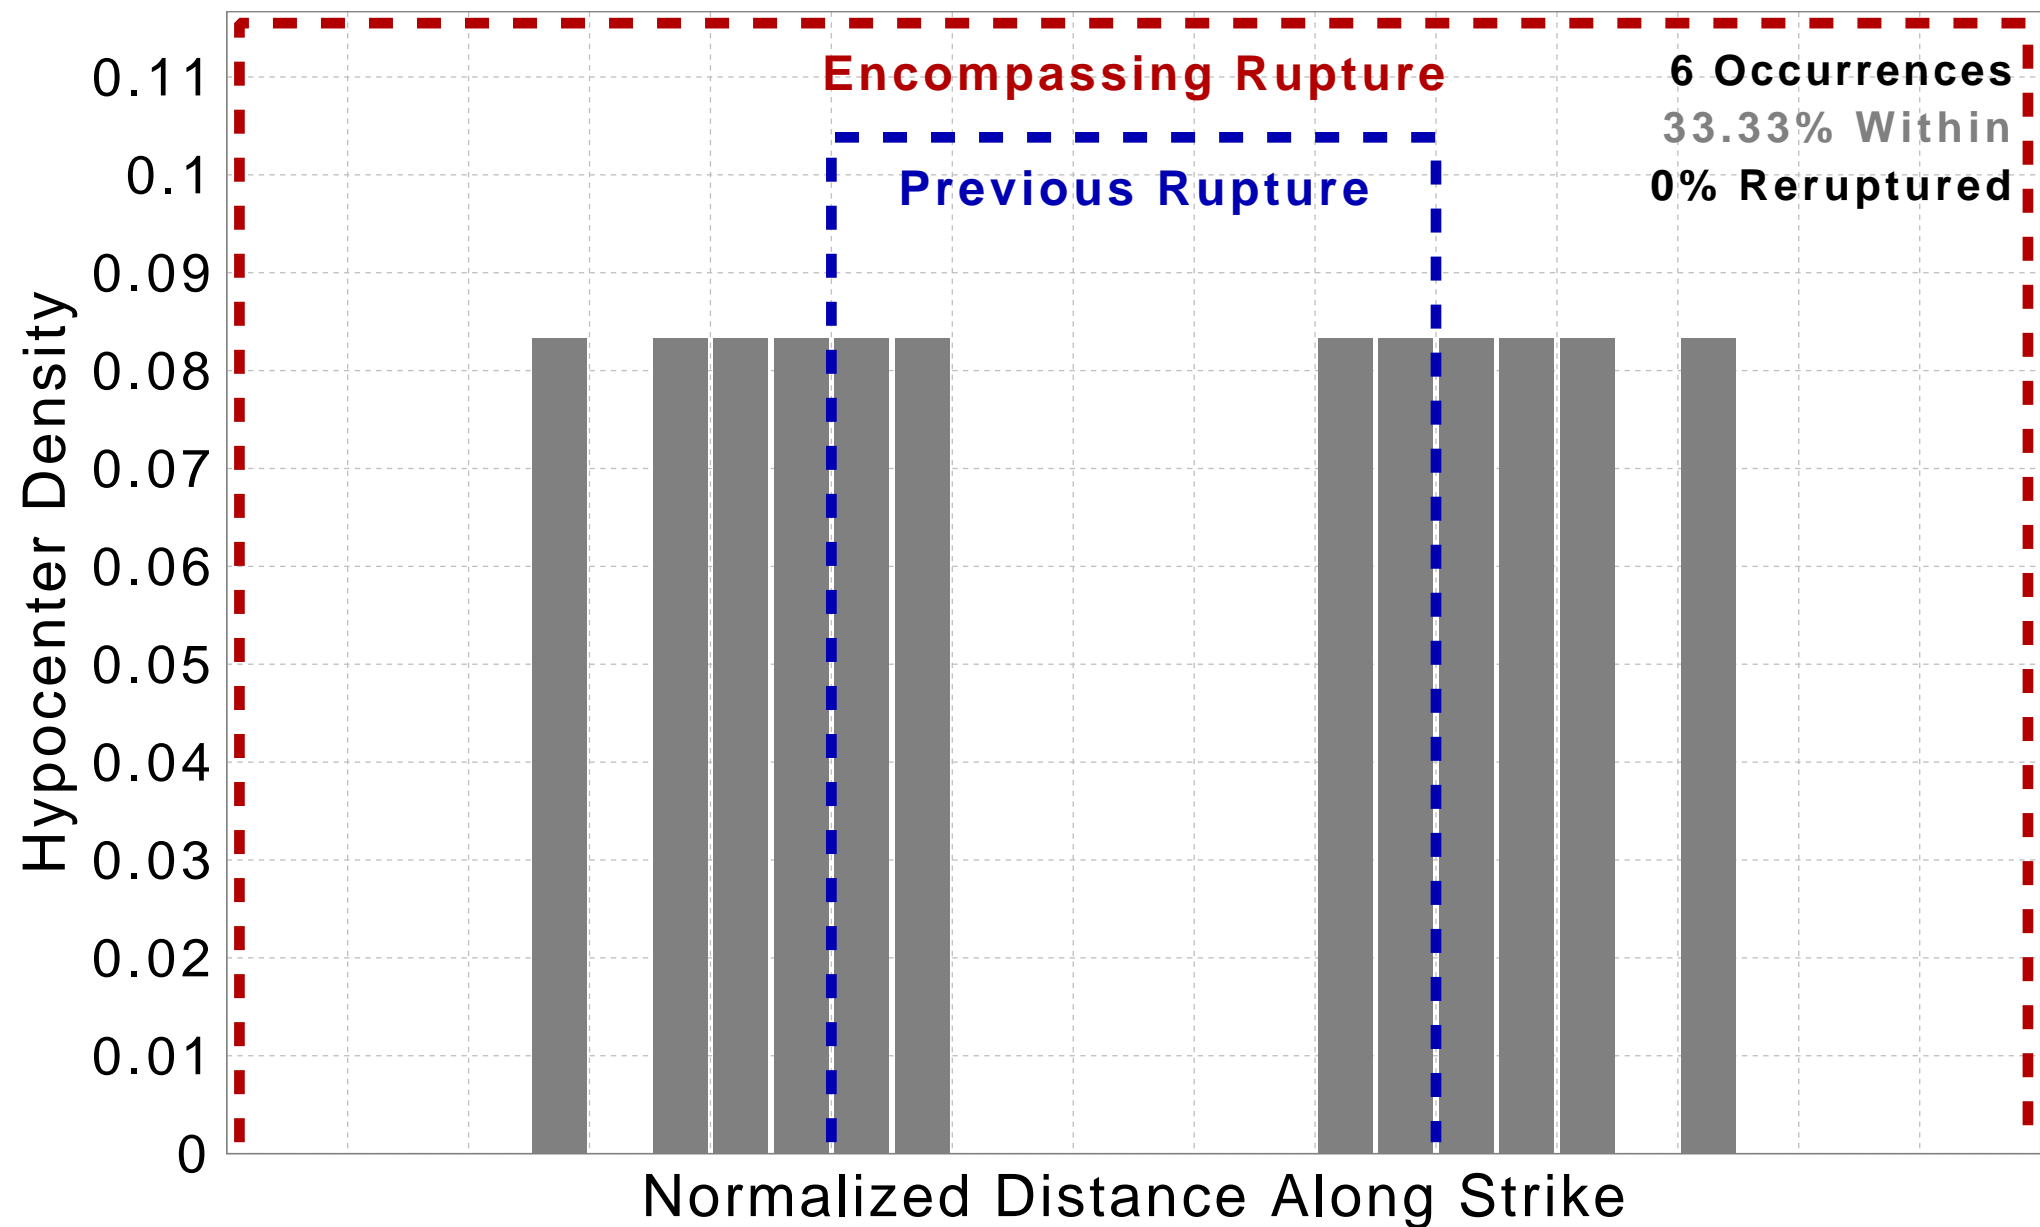 Encompassing Rupture
6 Occurrences
33.33% Within
0% Reruptured
Previous Rupture
Hypocenter Density
0.11
0.1
0.09
0.08
0.07
0.06
0.05
0.04
0.03
0.02
0.01
0
Normalized Distance Along Strike